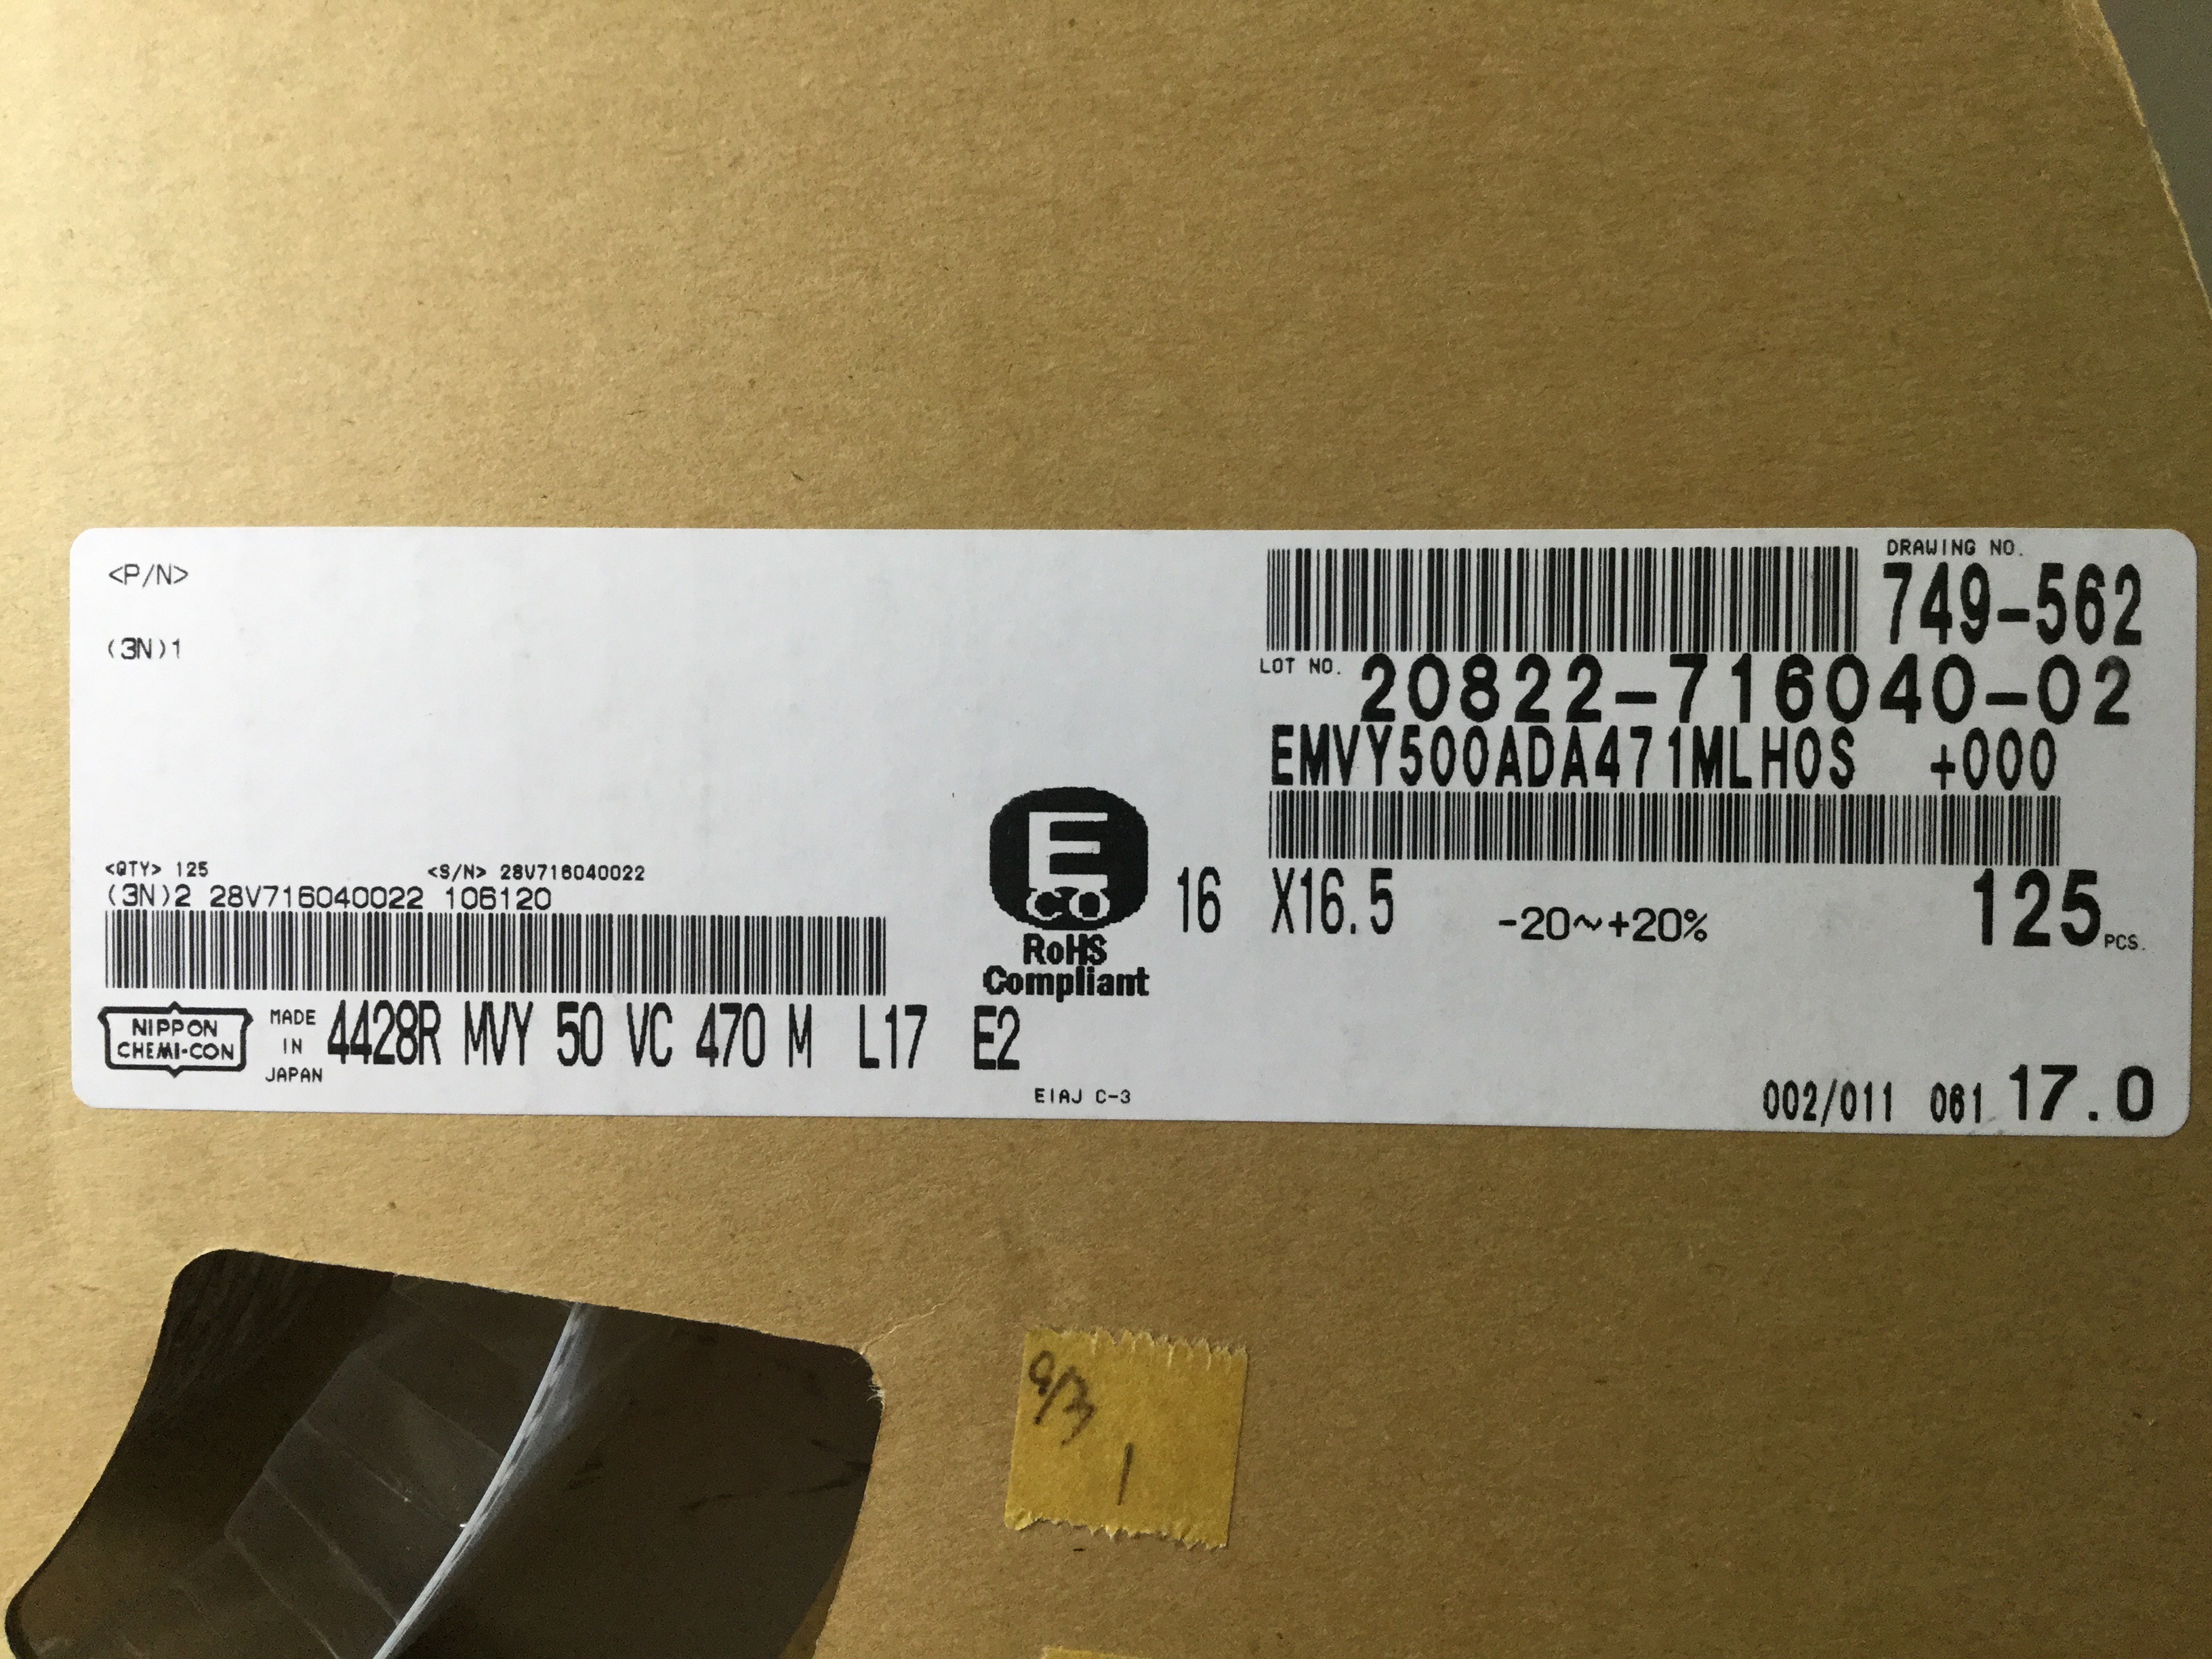 <P/N>
(3N)1
DRAWING NO.
749-562
LOT NO. 20822-716040-02
EMVY500ADA471MLH0S +000
<QTY> 125 <S/N> 28V716040022
(3N)2 28V716040022 106120
E
CO
RoHS
Compliant
16 X16.5 -20~+20% 125 PCS.
NIPPON
CHEMI-CON
MADE
IN
JAPAN
4428R MVY 50 VC 470 M L17 E2
EIAJ C-3
002/011 061 17.0
9/3
1